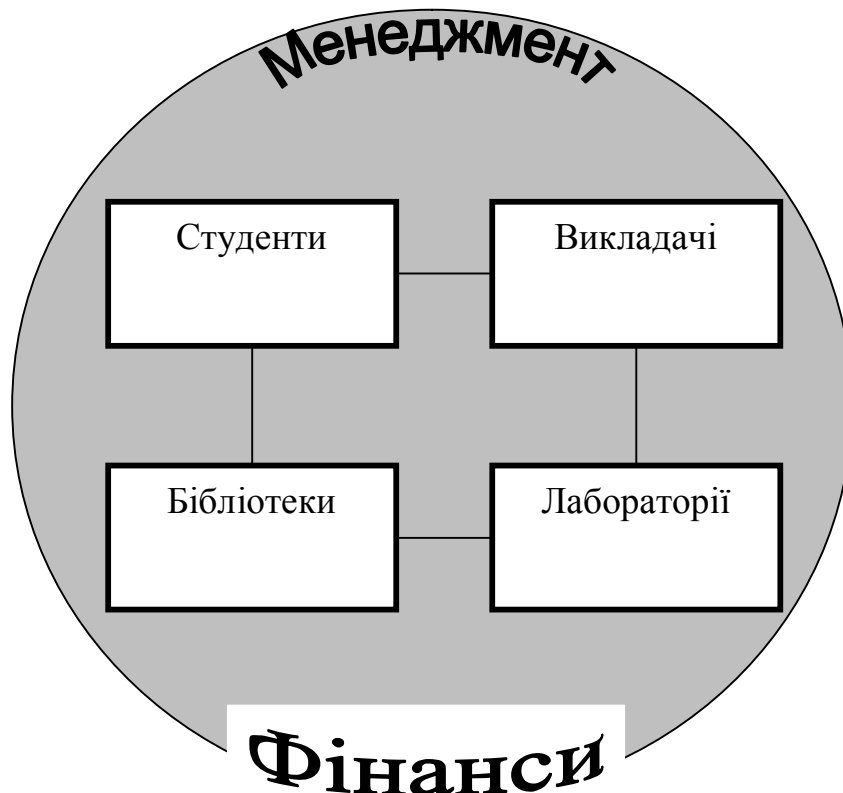 Менеджмент
Студенти
Викладачі
Бібліотеки
Лабораторії
Фінанси